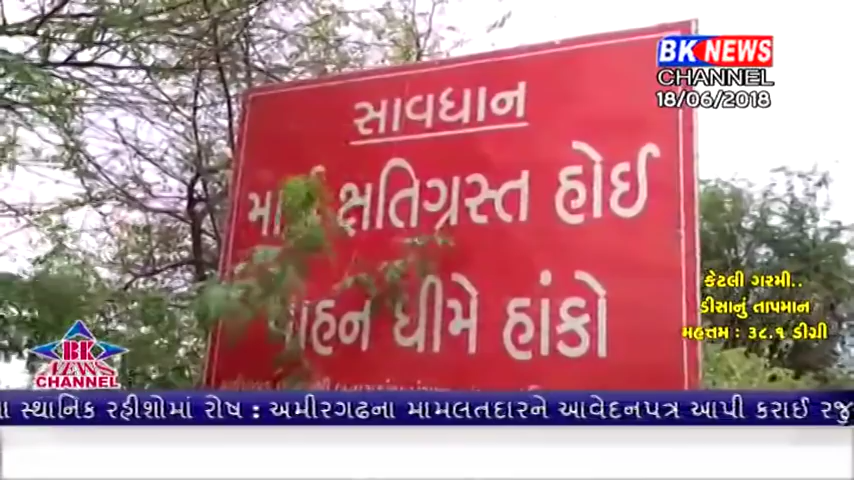 BK NEWS
CHANNEL
18/06/2018
સાવધાન
ક્ષતિગ્રસ્ત હોઈ
વાહન ધીમે હાંકો
કેટલી ગરમી..
ડીસાનું તાપમાન
મહત્તમ : ૩૮.૧ ડીગ્રી
BK
CHANNEL
સ્થાનિક રહીશોમાં રોષ : અમીરગઢના મામલતદારને આવેદનપત્ર આપી કરાઈ રજુ